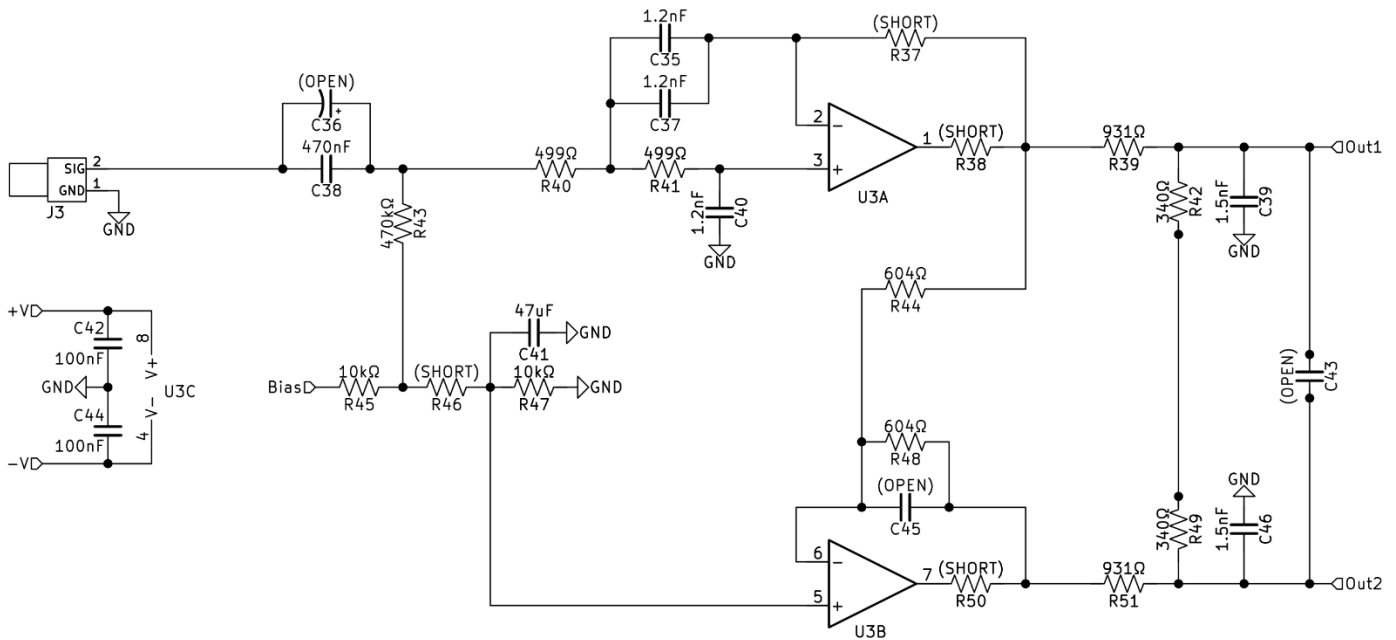 1.2nF
C35
(SHORT)
R37
1.2nF
C37
(OPEN)
C36
+
470nF
C38
SIG
2
GND
1
J3
GND
499Ω
R40
499Ω
R41
1.2nF
C40
GND
2
−
3
+
1
U3A
(SHORT)
R38
931Ω
R39
Out1
340Ω
R42
1.5nF
C39
GND
470kΩ
R43
604Ω
R44
+V
C42
100nF
GND
C44
100nF
−V
8
V+
V-
4
U3C
47uF
C41
GND
Bias
10kΩ
R45
(SHORT)
R46
10kΩ
R47
GND
(OPEN)
C43
604Ω
R48
(OPEN)
C45
GND
340Ω
R49
1.5nF
C46
6
−
5
+
7
U3B
(SHORT)
R50
931Ω
R51
Out2